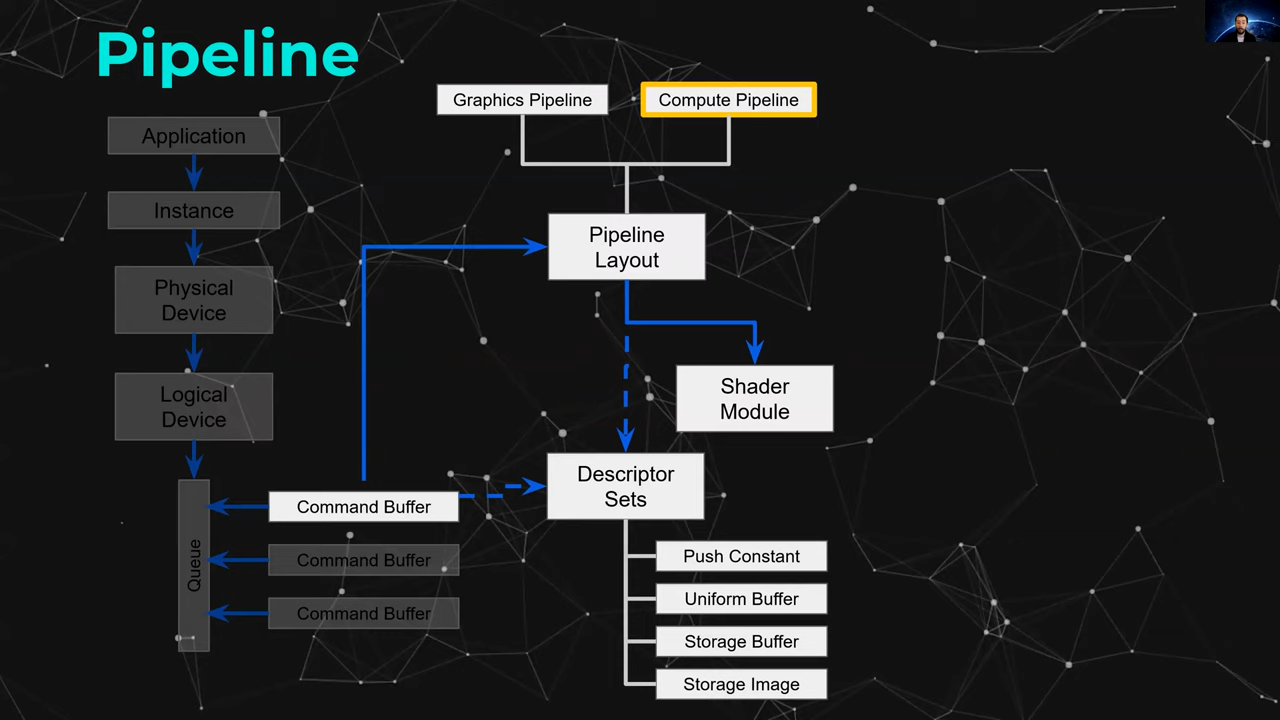 Pipeline
Application
Instance
Physical
Device
Logical
Device
Queue
Command Buffer
Command Buffer
Command Buffer
Graphics Pipeline
Compute Pipeline
Pipeline
Layout
Shader
Module
Descriptor
Sets
Push Constant
Uniform Buffer
Storage Buffer
Storage Image